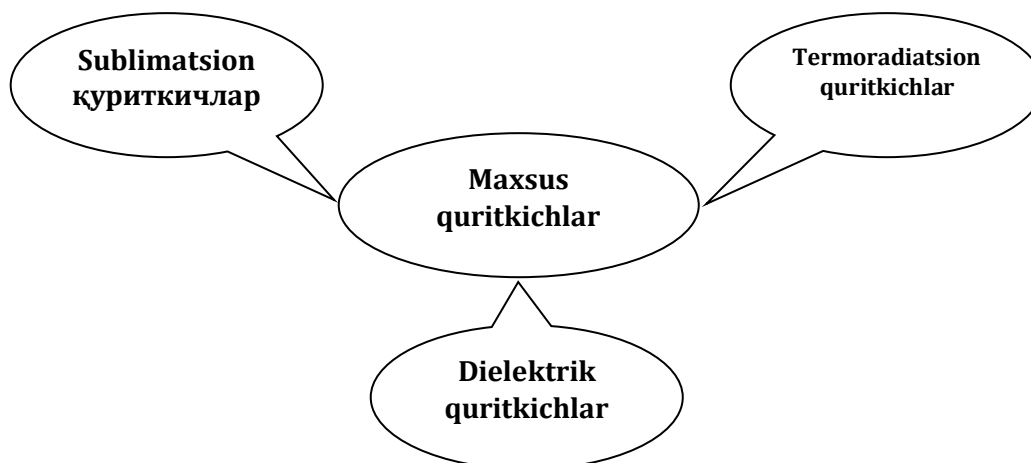 Sublimatsion
қуриткичлар
Termoradiatsion
quritkichlar
Maxsus
quritkichlar
Dielektrik
quritkichlar